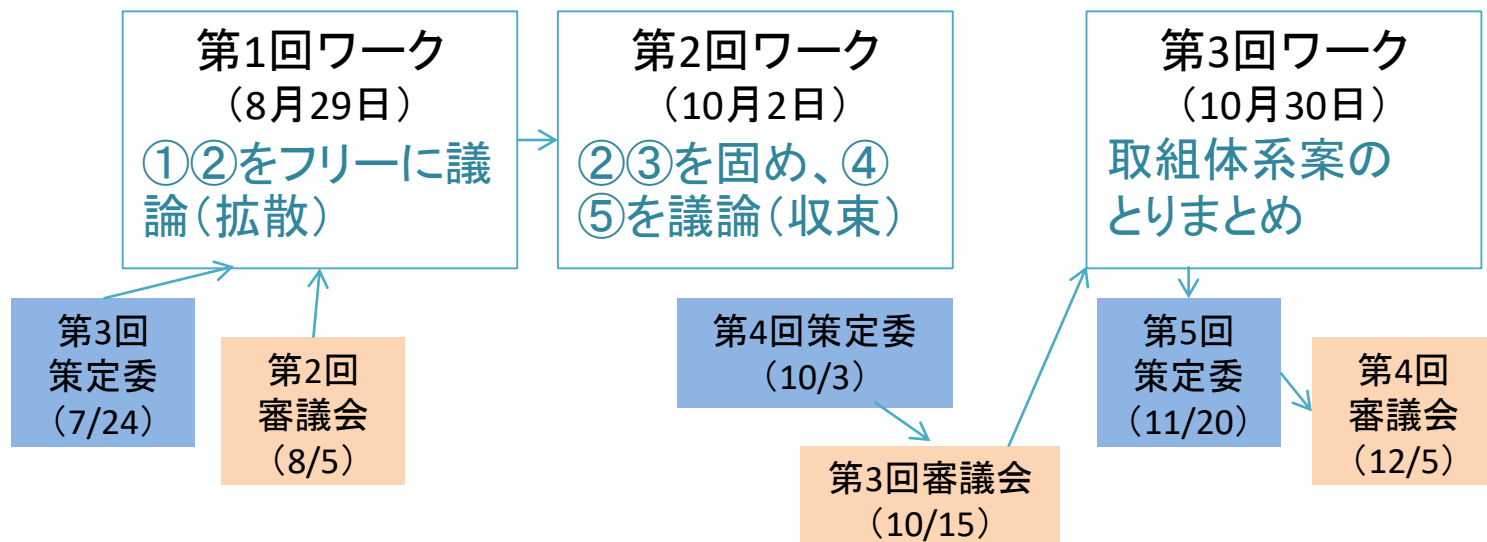 第1回ワーク
（8月29日）
①②をフリーに議
論（拡散）
第2回ワーク
（10月2日）
②③を固め、④
⑤を議論（収束）
第3回ワーク
（10月30日）
取組体系案の
とりまとめ
第3回
策定委
（7/24）
第2回
審議会
（8/5）
第4回策定委
（10/3）
第3回審議会
（10/15）
第5回
策定委
（11/20）
第4回
審議会
（12/5）